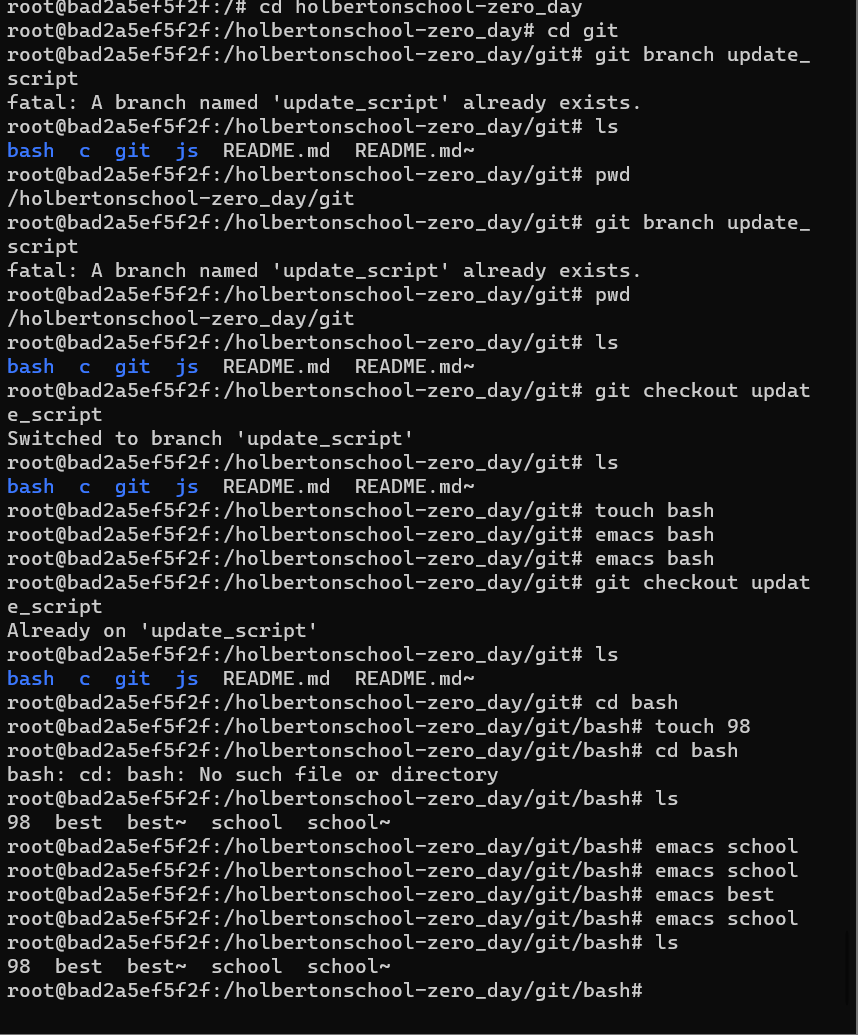 root@bad2a5ef5f2f:/# cd holbertonschool-zero_day
root@bad2a5ef5f2f:/holbertonschool-zero_day# cd git
root@bad2a5ef5f2f:/holbertonschool-zero_day/git# git branch update_
script
fatal: A branch named 'update_script' already exists.
root@bad2a5ef5f2f:/holbertonschool-zero_day/git# ls
bash  c  git  js  README.md  README.md~
root@bad2a5ef5f2f:/holbertonschool-zero_day/git# pwd
/holbertonschool-zero_day/git
root@bad2a5ef5f2f:/holbertonschool-zero_day/git# git branch update_
script
fatal: A branch named 'update_script' already exists.
root@bad2a5ef5f2f:/holbertonschool-zero_day/git# pwd
/holbertonschool-zero_day/git
root@bad2a5ef5f2f:/holbertonschool-zero_day/git# ls
bash  c  git  js  README.md  README.md~
root@bad2a5ef5f2f:/holbertonschool-zero_day/git# git checkout updat
e_script
Switched to branch 'update_script'
root@bad2a5ef5f2f:/holbertonschool-zero_day/git# ls
bash  c  git  js  README.md  README.md~
root@bad2a5ef5f2f:/holbertonschool-zero_day/git# touch bash
root@bad2a5ef5f2f:/holbertonschool-zero_day/git# emacs bash
root@bad2a5ef5f2f:/holbertonschool-zero_day/git# emacs bash
root@bad2a5ef5f2f:/holbertonschool-zero_day/git# git checkout updat
e_script
Already on 'update_script'
root@bad2a5ef5f2f:/holbertonschool-zero_day/git# ls
bash  c  git  js  README.md  README.md~
root@bad2a5ef5f2f:/holbertonschool-zero_day/git# cd bash
root@bad2a5ef5f2f:/holbertonschool-zero_day/git/bash# touch 98
root@bad2a5ef5f2f:/holbertonschool-zero_day/git/bash# cd bash
bash: cd: bash: No such file or directory
root@bad2a5ef5f2f:/holbertonschool-zero_day/git/bash# ls
98  best  best~  school  school~
root@bad2a5ef5f2f:/holbertonschool-zero_day/git/bash# emacs school
root@bad2a5ef5f2f:/holbertonschool-zero_day/git/bash# emacs school
root@bad2a5ef5f2f:/holbertonschool-zero_day/git/bash# emacs best
root@bad2a5ef5f2f:/holbertonschool-zero_day/git/bash# emacs school
root@bad2a5ef5f2f:/holbertonschool-zero_day/git/bash# ls
98  best  best~  school  school~
root@bad2a5ef5f2f:/holbertonschool-zero_day/git/bash#